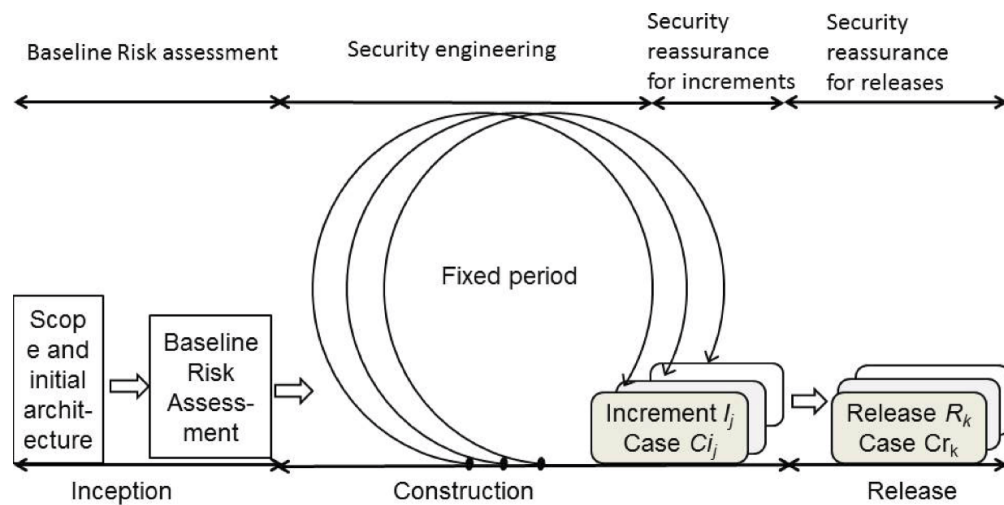 Baseline Risk assessment
Security engineering
Security
reassurance
for increments
Security
reassurance
for releases
Fixed period
Scop
e and
initial
archit-
ecture
Baseline
Risk
Assess-
ment
Increment Ij
Case Cij
Release Rk
Case Crk
Inception
Construction
Release